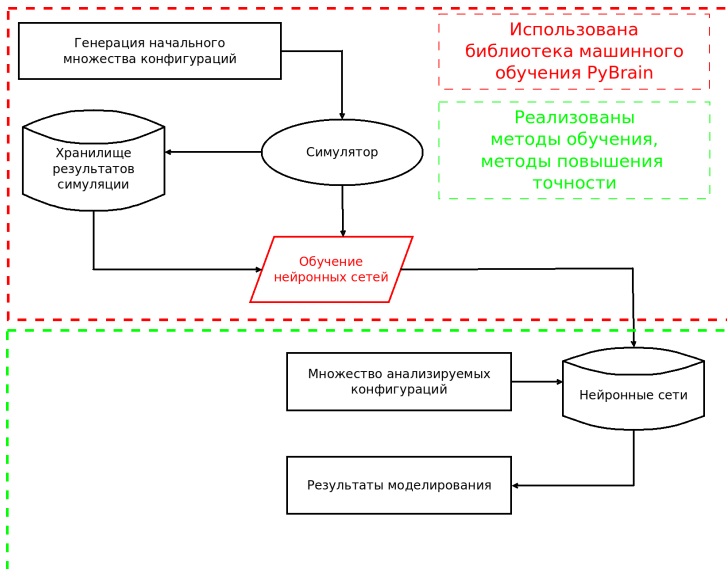 Генерация начального
множества конфигураций
Использована
библиотека машинного
обучения PyBrain
Реализованы
методы обучения,
методы повышения
точности
Хранилище
результатов
симуляции
Симулятор
Обучение
нейронных сетей
Множество анализируемых
конфигураций
Нейронные сети
Результаты моделирования